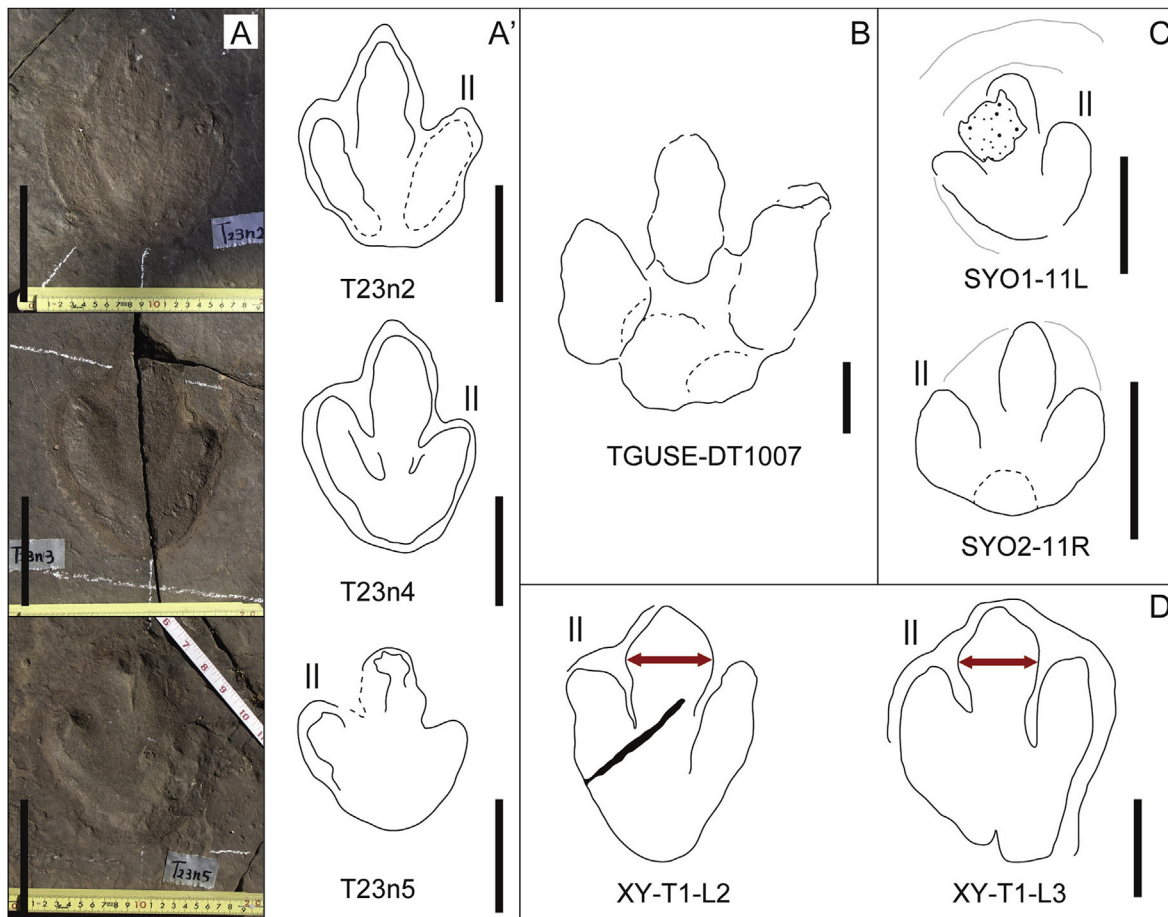 A
T23n2
T23n3
T23n5
A'
II
T23n2
II
T23n4
II
T23n5
B
TGUSE-DT1007
C
II
SYO1-11L
II
SYO2-11R
D
II
XY-T1-L2
II
XY-T1-L3